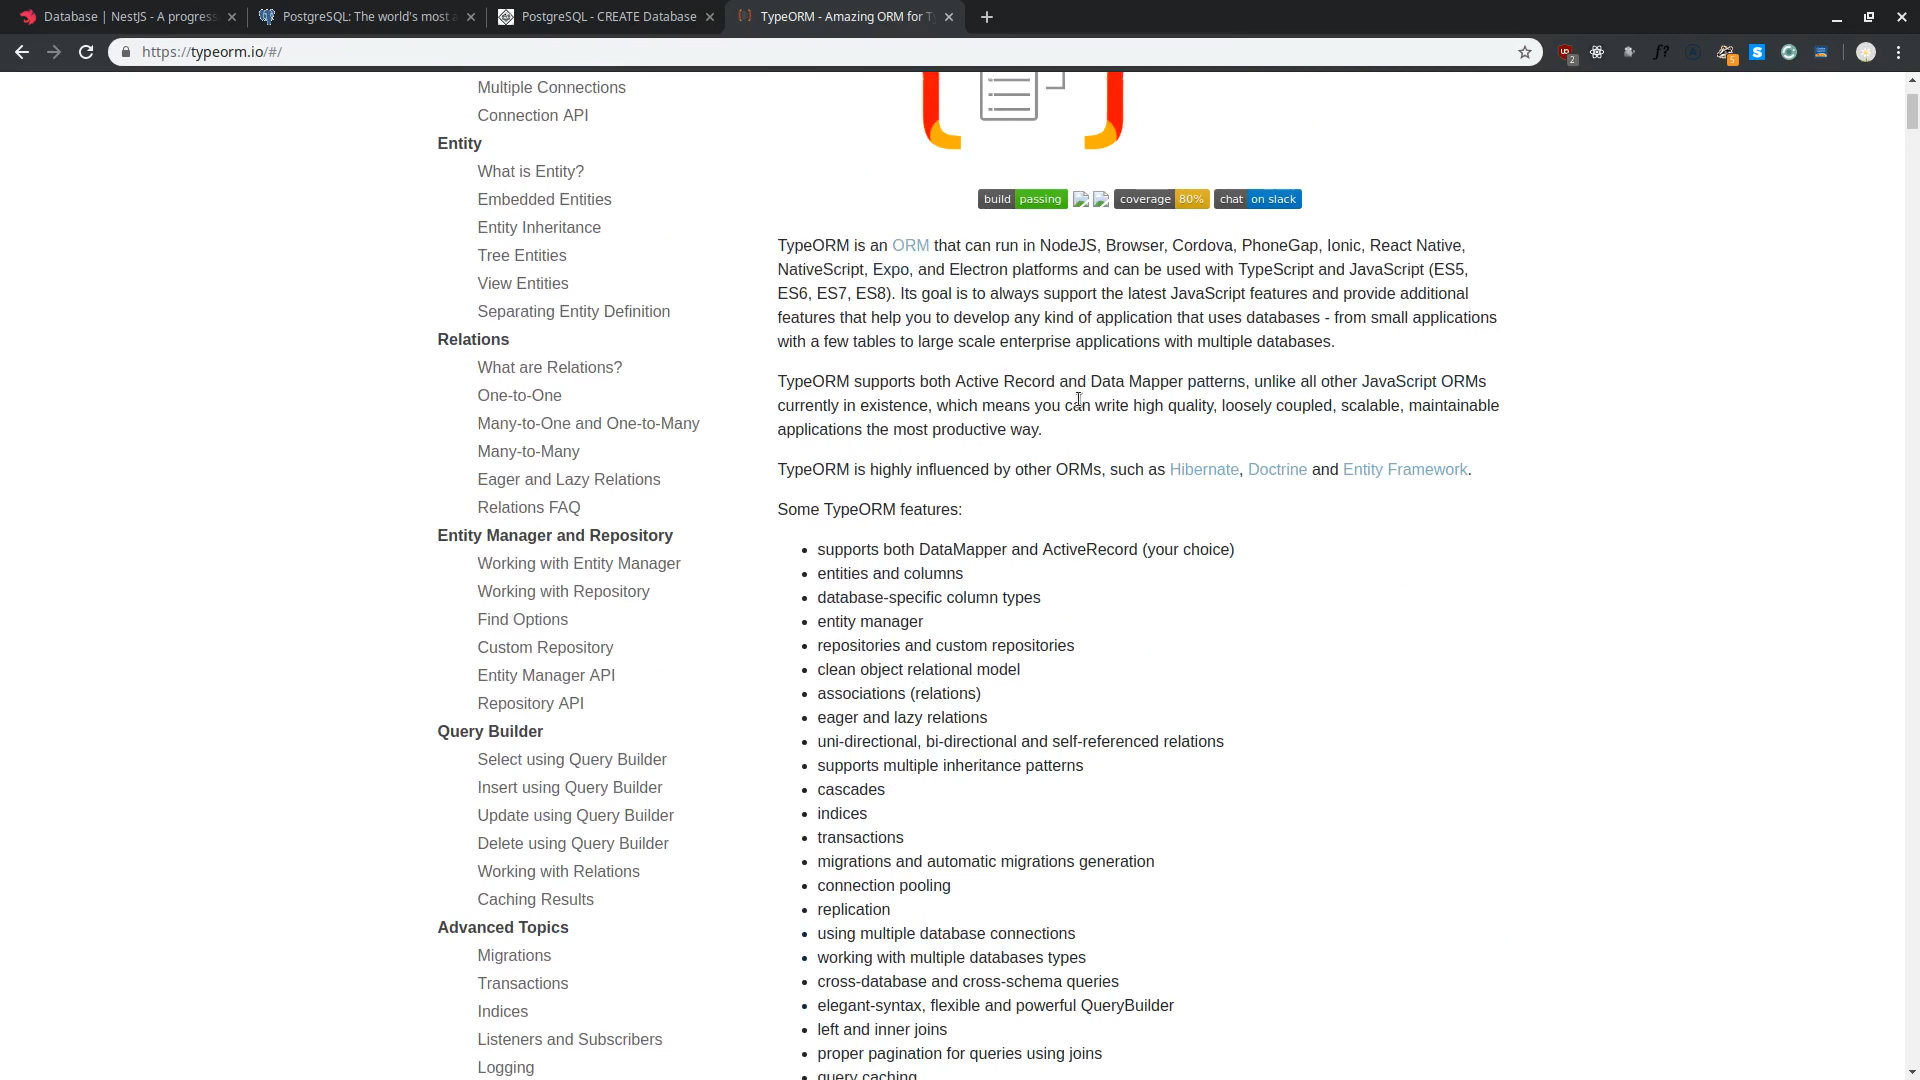 Database | NestJS - A progress
PostgreSQL: The world's most a
PostgreSQL - CREATE Database
TypeORM - Amazing ORM for T
https://typeorm.io/#/
2
5
Multiple Connections
Connection API
Entity
What is Entity?
Embedded Entities
Entity Inheritance
Tree Entities
View Entities
Separating Entity Definition
Relations
What are Relations?
One-to-One
Many-to-One and One-to-Many
Many-to-Many
Eager and Lazy Relations
Relations FAQ
Entity Manager and Repository
Working with Entity Manager
Working with Repository
Find Options
Custom Repository
Entity Manager API
Repository API
Query Builder
Select using Query Builder
Insert using Query Builder
Update using Query Builder
Delete using Query Builder
Working with Relations
Caching Results
Advanced Topics
Migrations
Transactions
Indices
Listeners and Subscribers
Logging
build passing coverage 80% chat on slack
TypeORM is an ORM that can run in NodeJS, Browser, Cordova, PhoneGap, Ionic, React Native,
NativeScript, Expo, and Electron platforms and can be used with TypeScript and JavaScript (ES5,
ES6, ES7, ES8). Its goal is to always support the latest JavaScript features and provide additional
features that help you to develop any kind of application that uses databases - from small applications
with a few tables to large scale enterprise applications with multiple databases.
TypeORM supports both Active Record and Data Mapper patterns, unlike all other JavaScript ORMs
currently in existence, which means you can write high quality, loosely coupled, scalable, maintainable
applications the most productive way.
TypeORM is highly influenced by other ORMs, such as Hibernate, Doctrine and Entity Framework.
Some TypeORM features:
• supports both DataMapper and ActiveRecord (your choice)
• entities and columns
• database-specific column types
• entity manager
• repositories and custom repositories
• clean object relational model
• associations (relations)
• eager and lazy relations
• uni-directional, bi-directional and self-referenced relations
• supports multiple inheritance patterns
• cascades
• indices
• transactions
• migrations and automatic migrations generation
• connection pooling
• replication
• using multiple database connections
• working with multiple databases types
• cross-database and cross-schema queries
• elegant-syntax, flexible and powerful QueryBuilder
• left and inner joins
• proper pagination for queries using joins
• query caching